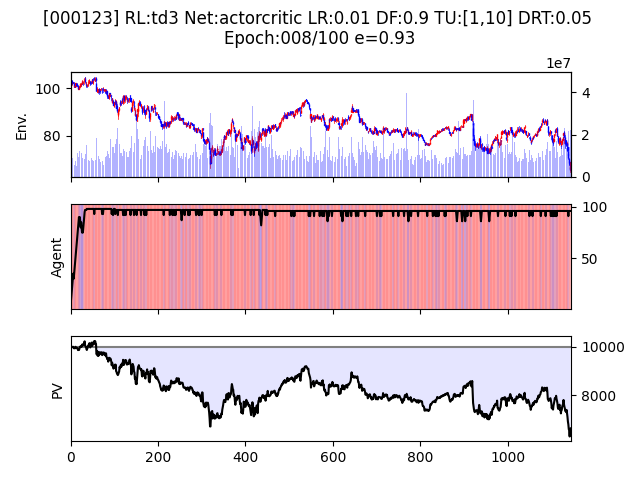 [000123] RL:td3 Net:actorcritic LR:0.01 DF:0.9 TU:[1,10] DRT:0.05
Epoch:008/100 e=0.93
1e7
100
80
Env.
4
2
0
Agent
100
50
PV
10000
8000
0
200
400
600
800
1000